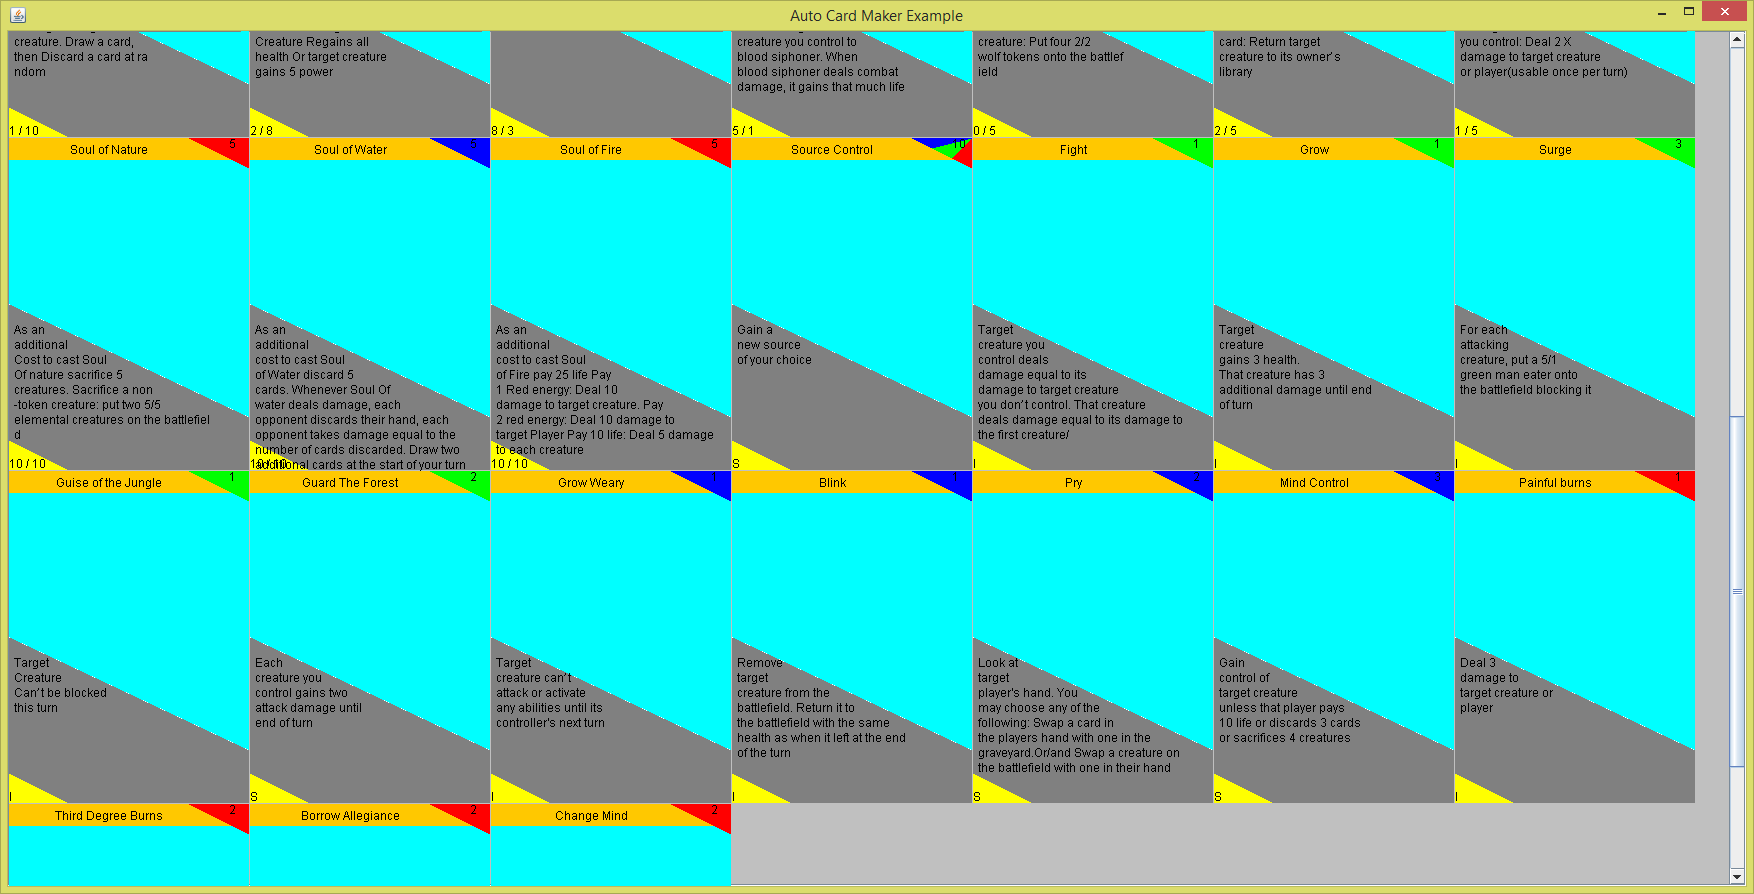 Auto Card Maker Example
creature. Draw a card,
then Discard a card at ra
ndom
1 / 10
Creature Regains all
health Or target creature
gains 5 power
2 / 8
8 / 3
creature you control to
blood siphoner. When
blood siphoner deals combat
damage, it gains that much life
5 / 1
creature: Put four 2/2
wolf tokens onto the battlef
ield
0 / 5
card: Return target
creature to its owner's
library
2 / 5
you control: Deal 2 X
damage to target creature
or player(usable once per turn)
1 / 5
Soul of Nature
5
As an
additional
Cost to cast Soul
Of nature sacrifice 5
creatures. Sacrifice a non
-token creature: put two 5/5
elemental creatures on the battlefiel
d
10 / 10
Soul of Water
5
As an
additional
cost to cast Soul
of Water discard 5
cards. Whenever Soul Of
water deals damage, each
opponent discards their hand, each
opponent takes damage equal to the
number of cards discarded. Draw two
additional cards at the start of your turn
10 / 10
Soul of Fire
5
As an
additional
cost to cast Soul
of Fire pay 25 life Pay
1 Red energy: Deal 10
damage to target creature. Pay
2 red energy: Deal 10 damage to
target Player Pay 10 life: Deal 5 damage
to each creature
10 / 10
Source Control
10
Gain a
new source
of your choice
S
Fight
1
Target
creature you
control deals
damage equal to its
damage to target creature
you don't control. That creature
deals damage equal to its damage to
the first creature/
I
Grow
1
Target
creature
gains 3 health.
That creature has 3
additional damage until end
of turn
I
Surge
3
For each
attacking
creature, put a 5/1
green man eater onto
the battlefield blocking it
I
Guise of the Jungle
1
Target
Creature
Can't be blocked
this turn
I
Guard The Forest
2
Each
creature you
control gains two
attack damage until
end of turn
S
Grow Weary
1
Target
creature can't
attack or activate
any abilities until its
controller's next turn
I
Blink
1
Remove
target
creature from the
battlefield. Return it to
the battlefield with the same
health as when it left at the end
of the turn
I
Pry
2
Look at
target
player's hand. You
may choose any of the
following: Swap a card in
the players hand with one in the
graveyard.Or/and Swap a creature on
the battlefield with one in their hand
S
Mind Control
3
Gain
control of
target creature
unless that player pays
10 life or discards 3 cards
or sacrifices 4 creatures
S
Painful burns
1
Deal 3
damage to
target creature or
player
I
Third Degree Burns
2
Borrow Allegiance
2
Change Mind
2